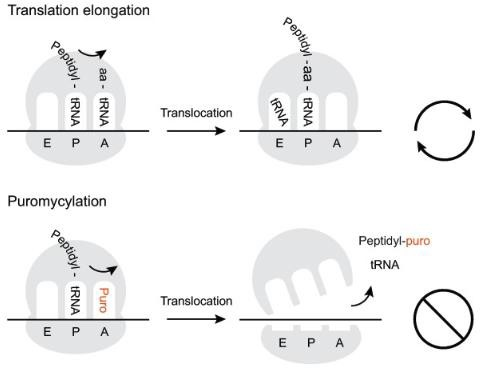 Translation elongation
Peptidyl - tRNA
aa - tRNA
E P A
Translocation
Peptidyl - aa - tRNA
tRNA
E P A
Puromycylation
Peptidyl - tRNA
Puro
E P A
Translocation
Peptidyl-puro
tRNA
E P A